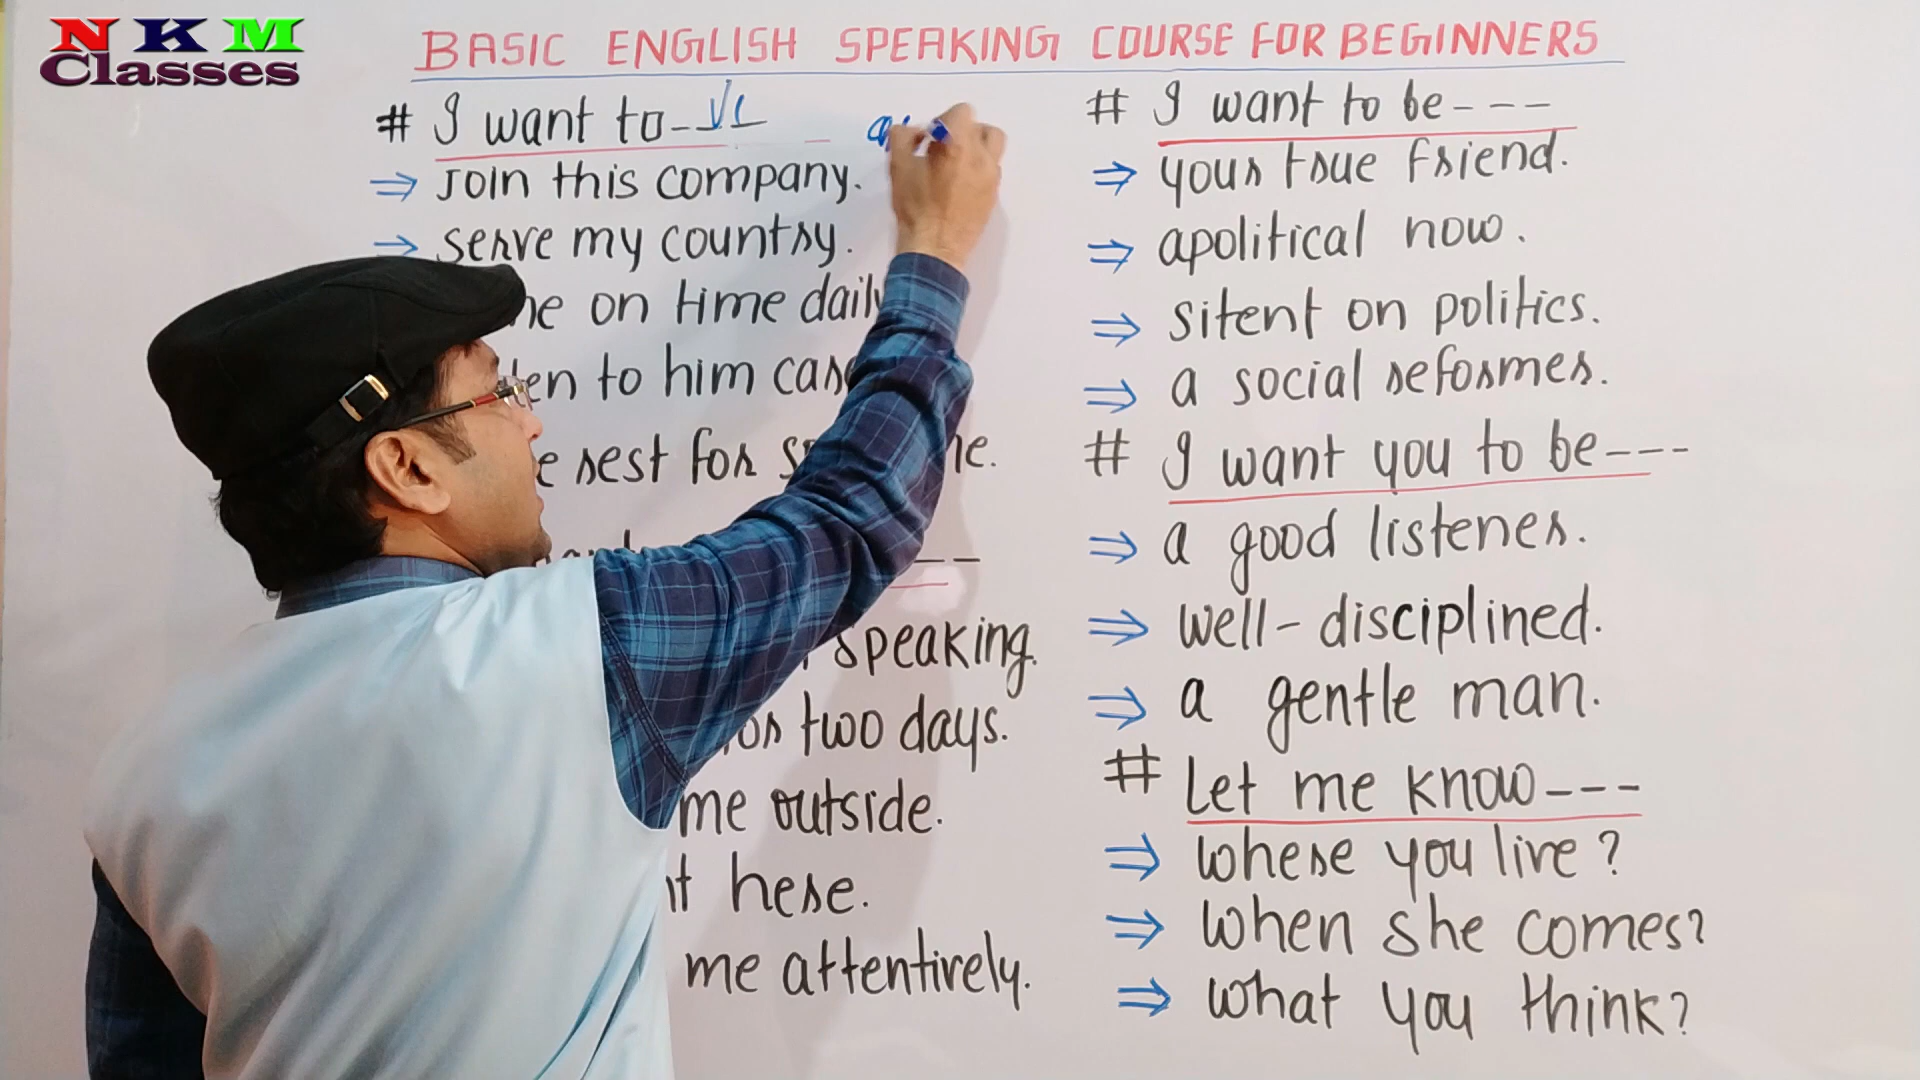 NKM
Classes
BASIC ENGLISH SPEAKING COURSE FOR BEGINNERS
# I want to---
⇒ Join this company.
⇒ serve my country.
on time daily
to him
rest for
speaking.
two days.
me outside.
here.
me attentively.
# I want to be---
⇒ your true friend.
⇒ apolitical now.
⇒ sitent on politics.
⇒ a social reformer.
# I want you to be---
⇒ a good listener.
⇒ well-disciplined.
⇒ a gentle man.
# Let me know---
⇒ where you live?
⇒ when she comes?
⇒ what you think?